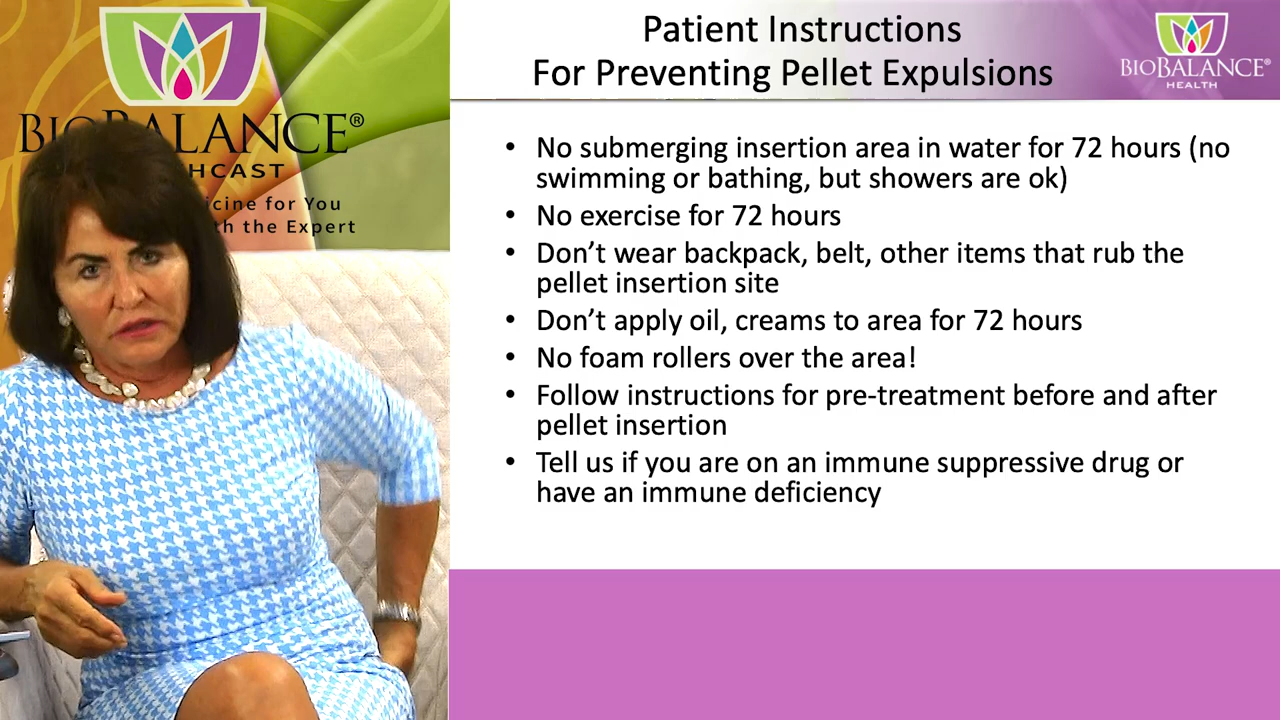 BIOBALANCE®
HCAST
icine for You
th the Expert
Patient Instructions
For Preventing Pellet Expulsions
BIOBALANCE®
HEALTH
• No submerging insertion area in water for 72 hours (no
swimming or bathing, but showers are ok)
• No exercise for 72 hours
• Don’t wear backpack, belt, other items that rub the
pellet insertion site
• Don’t apply oil, creams to area for 72 hours
• No foam rollers over the area!
• Follow instructions for pre-treatment before and after
pellet insertion
• Tell us if you are on an immune suppressive drug or
have an immune deficiency